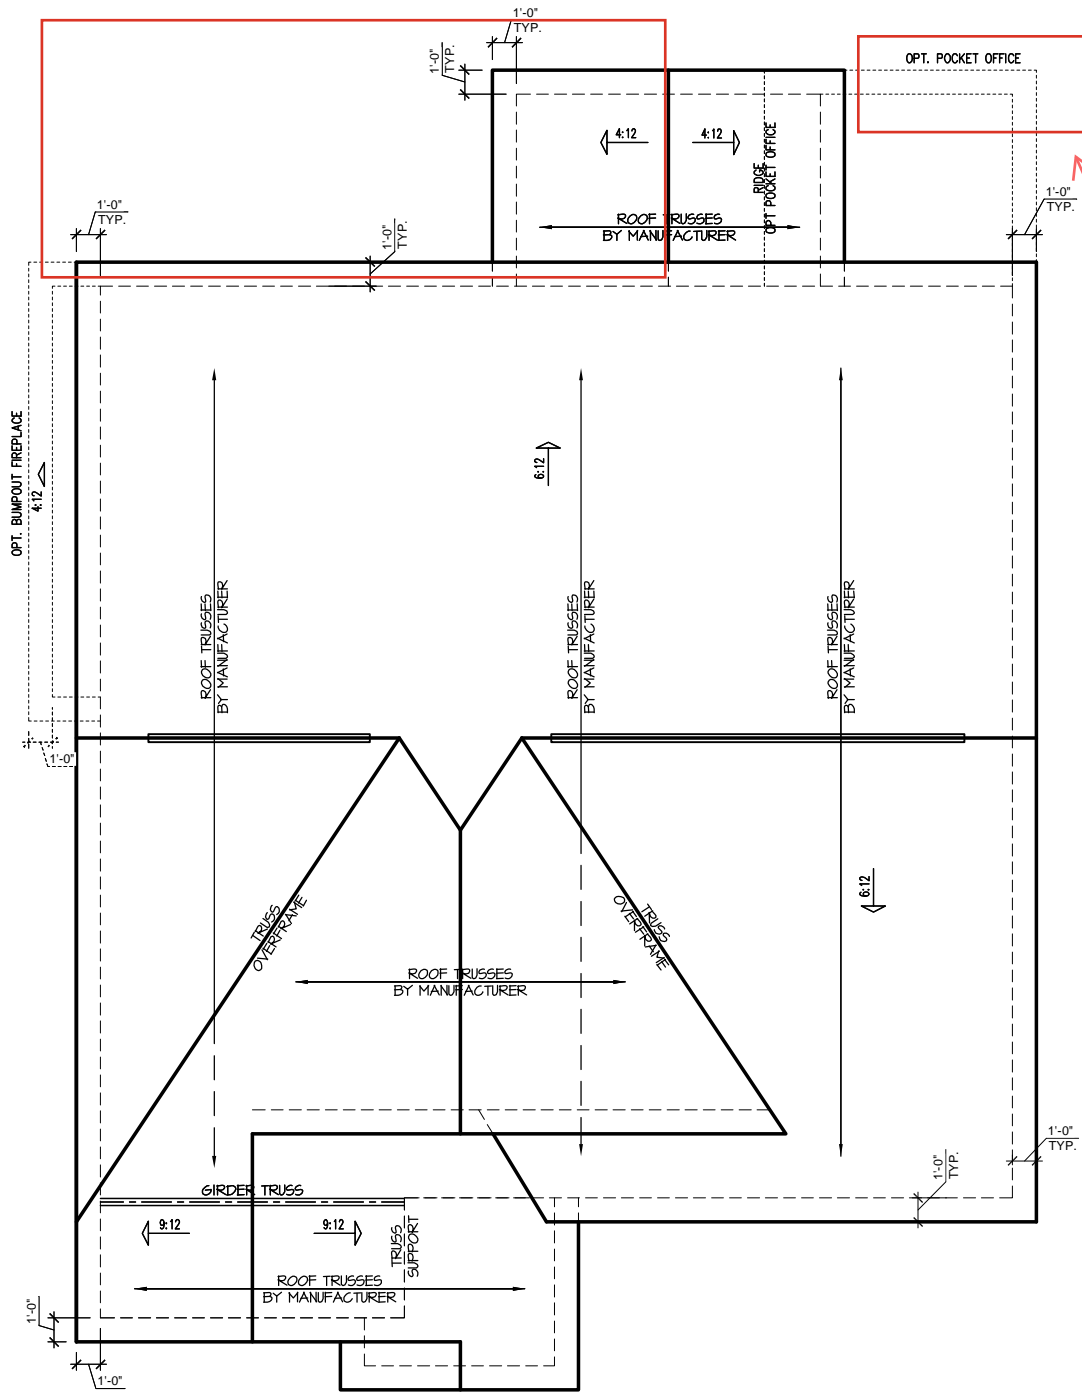 1'-0"
TYP.
1'-0"
TYP.
OPT. POCKET OFFICE
4:12
4:12
RIDGE
OPT POCKET OFFICE
1'-0"
TYP.
1'-0"
TYP.
1'-0"
TYP.
ROOF TRUSSES
BY MANUFACTURER
OPT. BUMPOUT FIREPLACE
4:12
6:12
ROOF TRUSSES
BY MANUFACTURER
ROOF TRUSSES
BY MANUFACTURER
ROOF TRUSSES
BY MANUFACTURER
1'-0"
6:12
TRUSS
OVERFRAME
TRUSS
OVERFRAME
ROOF TRUSSES
BY MANUFACTURER
1'-0"
TYP.
1'-0"
TYP.
GIRDER TRUSS
9:12
9:12
TRUSS
SUPPORT
ROOF TRUSSES
BY MANUFACTURER
1'-0"
1'-0"